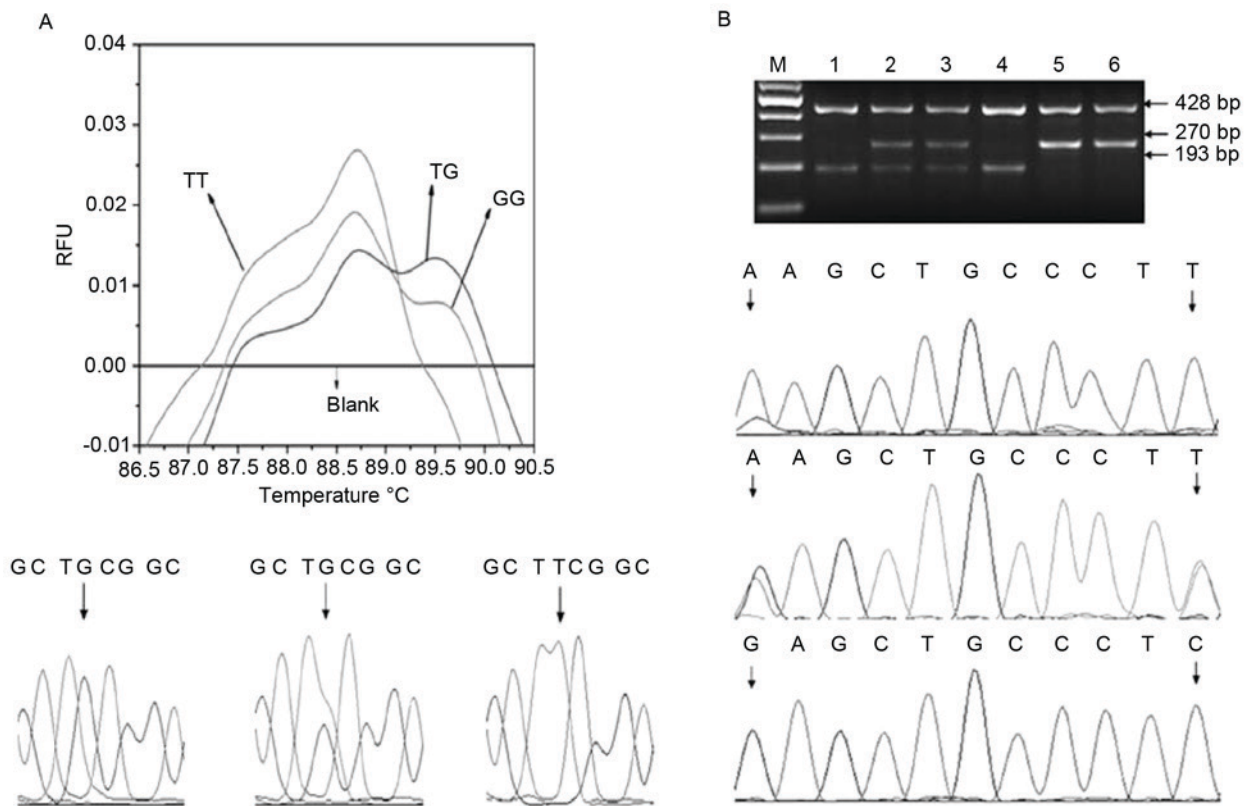 A
0.04
0.03
0.02
0.01
0.00
-0.01
RFU
TT
TG
GG
Blank
86.5 87.0 87.5 88.0 88.5 89.0 89.5 90.0 90.5
Temperature °C
GC TGCG GC
GC TGCG GC
GC TTCG GC
B
M 1 2 3 4 5 6
428 bp
270 bp
193 bp
A A G C T G C C C T T
A A G C T G C C C T T
G A G C T G C C C T C